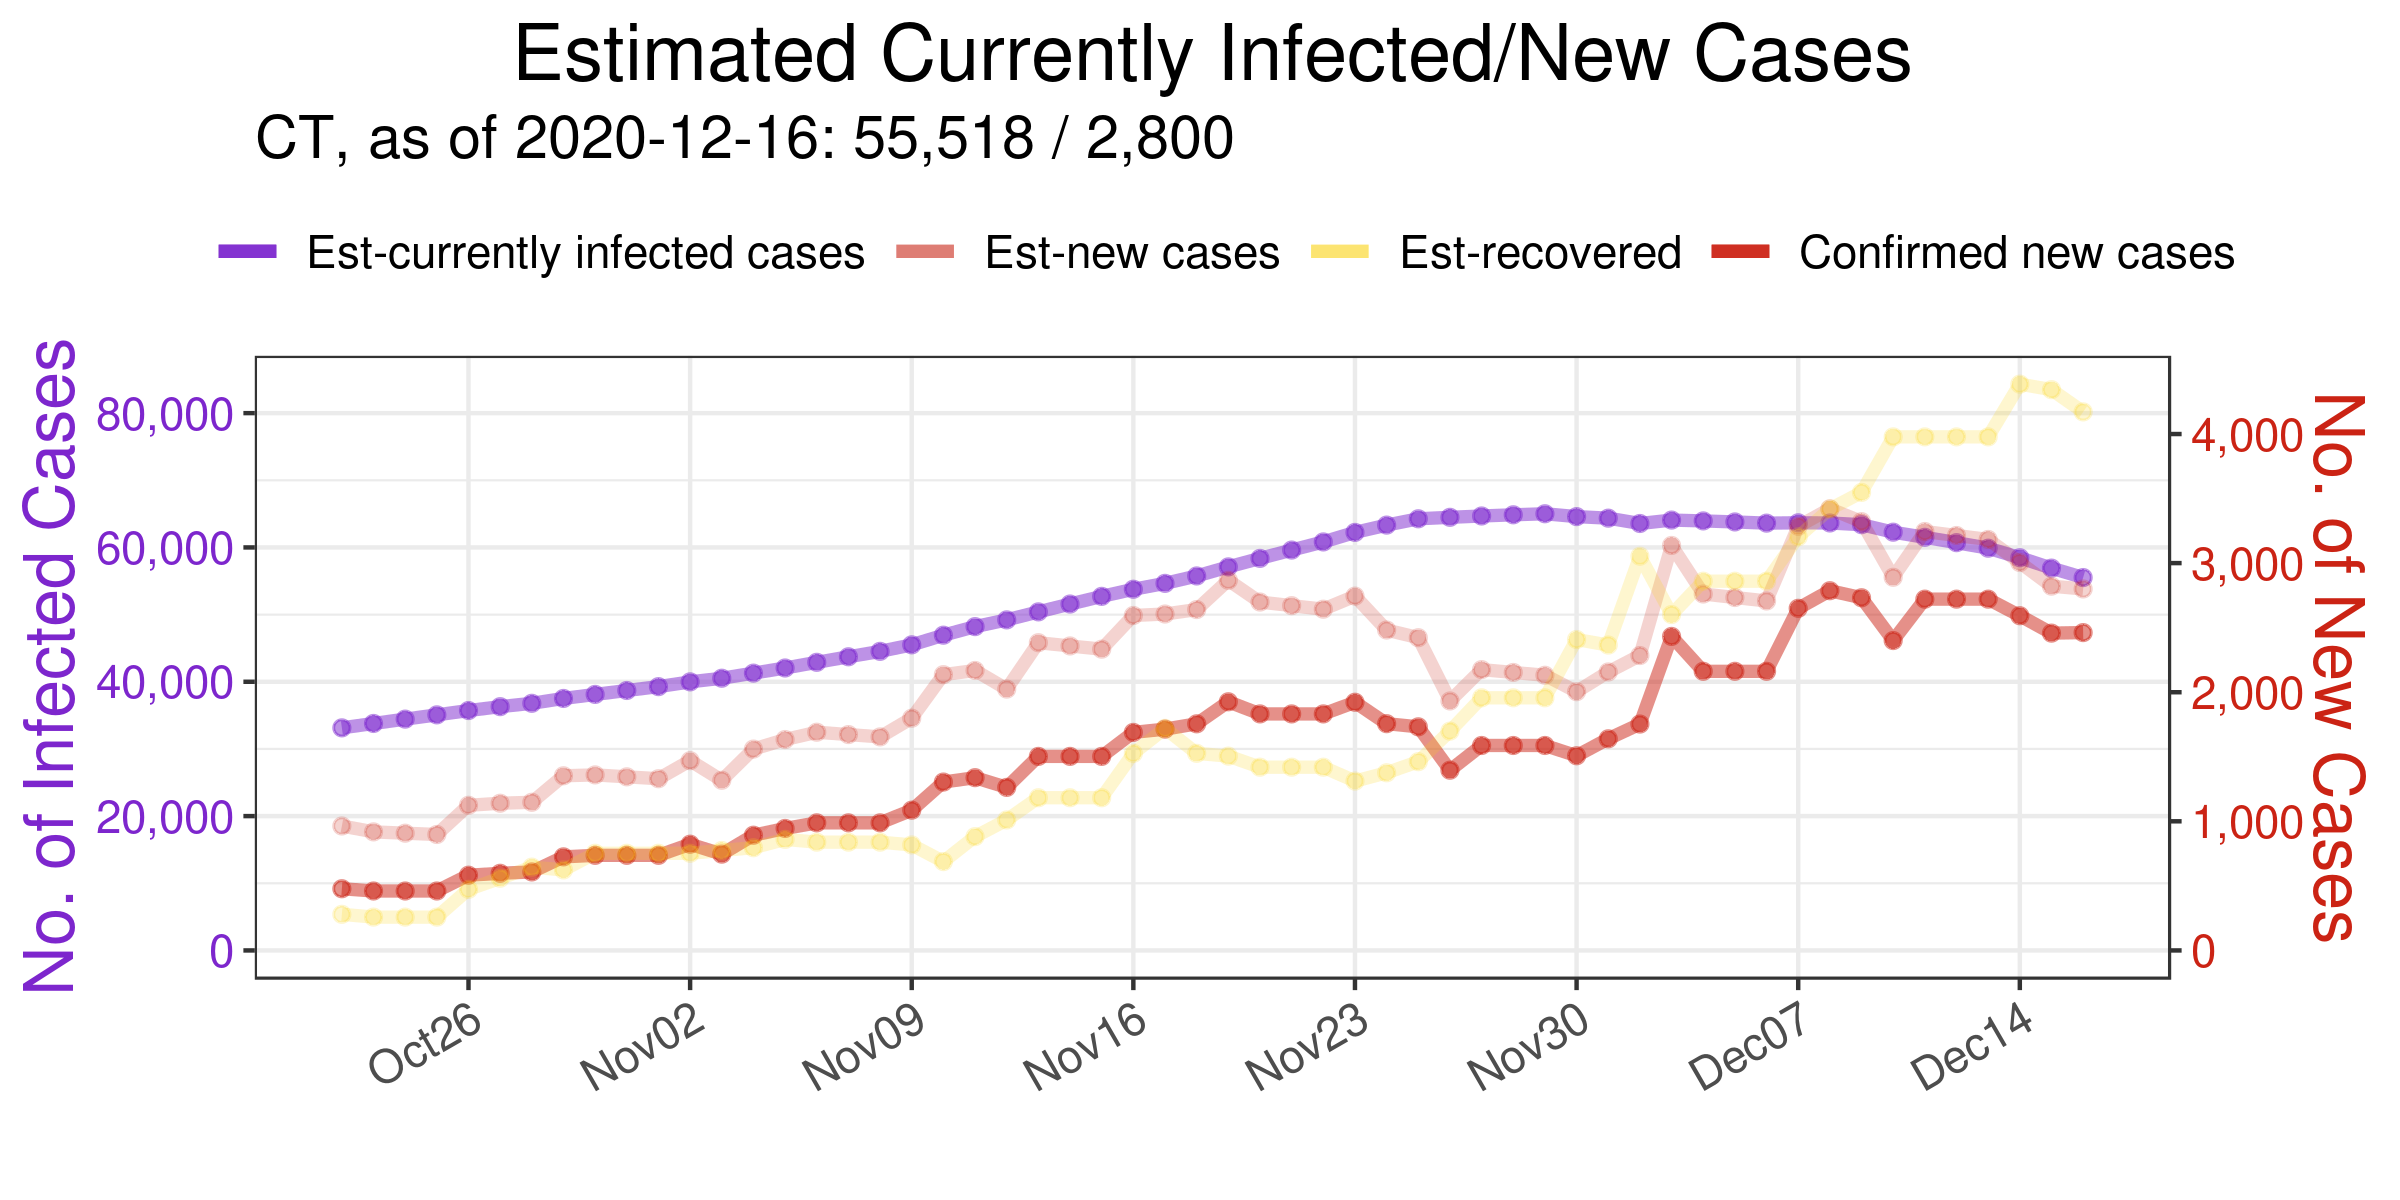 Estimated Currently Infected/New Cases
CT, as of 2020-12-16: 55,518 / 2,800
Est-currently infected cases Est-new cases Est-recovered Confirmed new cases
No. of Infected Cases
80,000
60,000
40,000
20,000
0
4,000
3,000
2,000
1,000
0
No. of New Cases
Oct26 Nov02 Nov09 Nov16 Nov23 Nov30 Dec07 Dec14